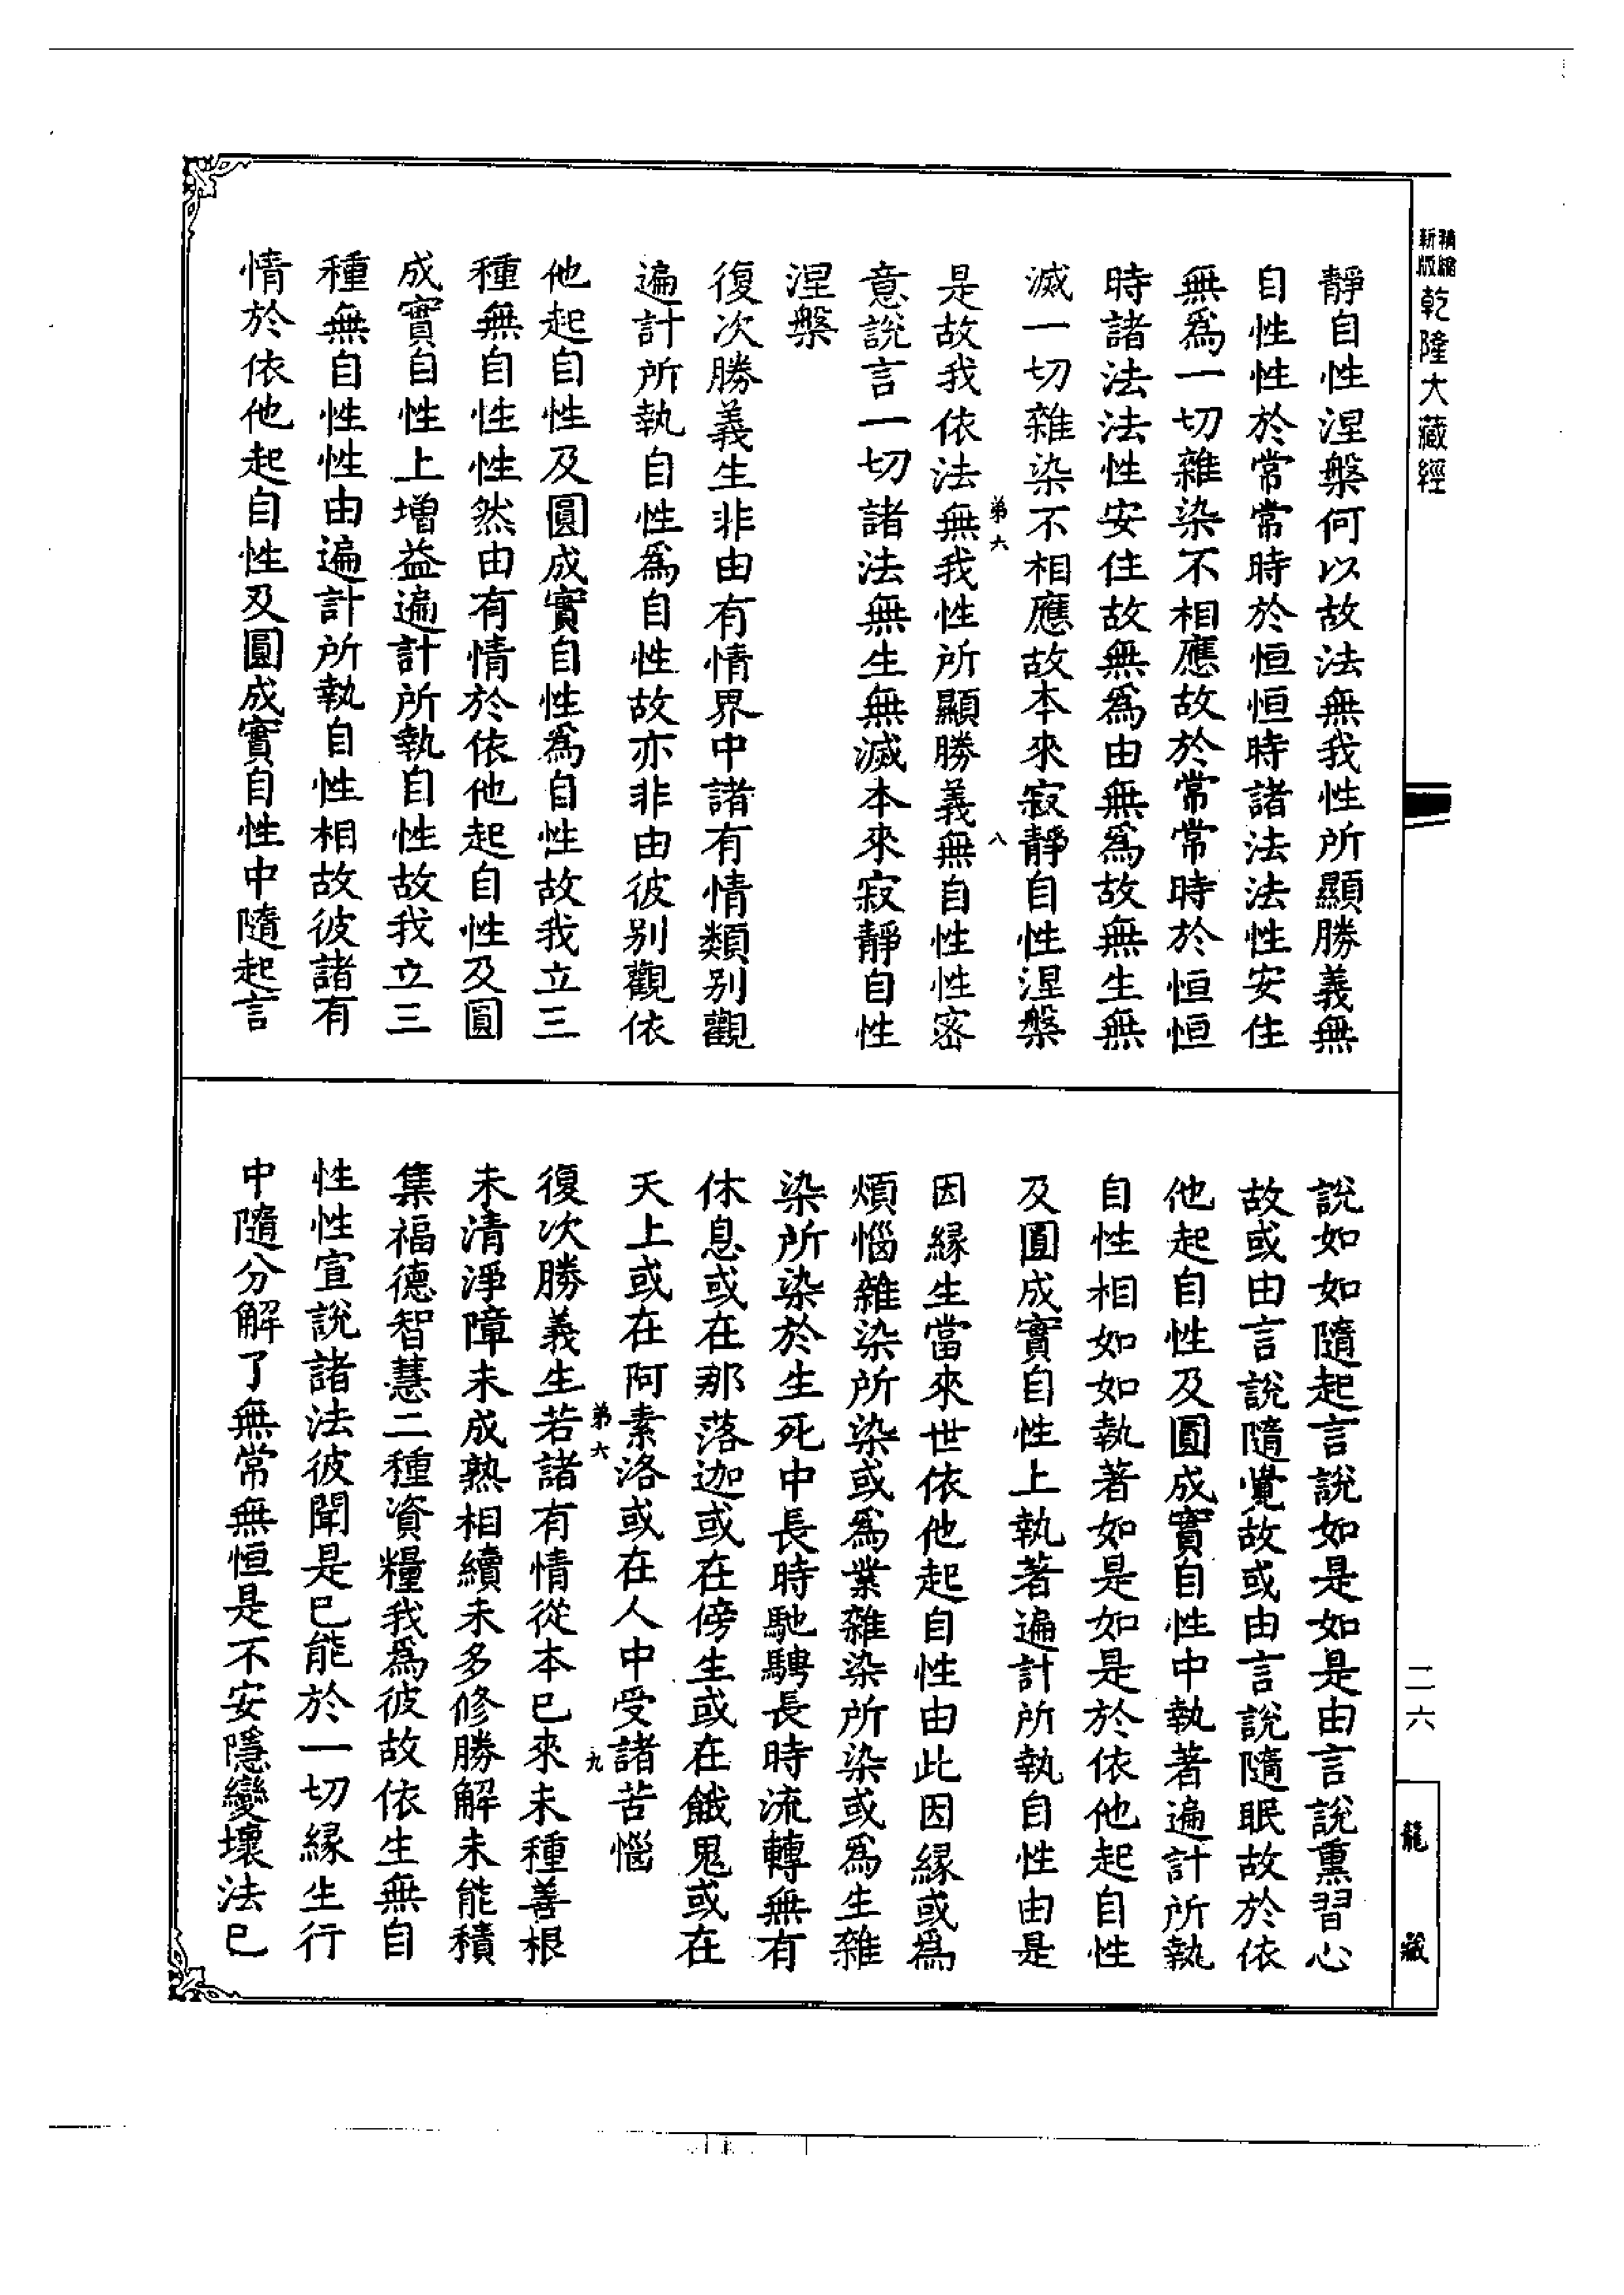 精縮新版
乾隆大藏經
靜自性涅槃何以故法無我性所顯勝義無
自性性於常常時於恒恒時諸法法性安住
無爲一切雜染不相應故於常常時於恒恒
時諸法法性安住故無爲由無爲故無生無
滅一切雜染不相應故本來寂靜自性涅槃
第六 八
是故我依法無我性所顯勝義無自性性密
意說言一切諸法無生無滅本來寂靜自性
涅槃
復次勝義生非由有情界中諸有情類別觀
遍計所執自性爲自性故亦非由彼別觀依
他起自性及圓成實自性爲自性故我立三
種無自性性然由有情於依他起自性及圓
成實自性上增益遍計所執自性故我立三
種無自性性由遍計所執自性相故彼諸有
情於依他起自性及圓成實自性中隨起言
說如如隨起言說如是如是由言說熏習心
故或由言說隨覺故或由言說隨眠故於依
他起自性及圓成實自性中執著遍計所執
自性相如如執著如是如是於依他起自性
及圓成實自性上執著遍計所執自性由是
因緣生當來世依他起自性由此因緣或爲
煩惱雜染所染或爲業雜染所染或爲生雜
染所染於生死中長時馳騁長時流轉無有
休息或在那落迦或在傍生或在餓鬼或在
天上或在阿素洛或在人中受諸苦惱
第六 九
復次勝義生若諸有情從本已來未種善根
未清淨障未成熟相續未多修勝解未能積
集福德智慧二種資糧我爲彼故依生無自
性性宣說諸法彼聞是已能於一切緣生行
中隨分解了無常無恒是不安隱變壞法已
二六
龍藏